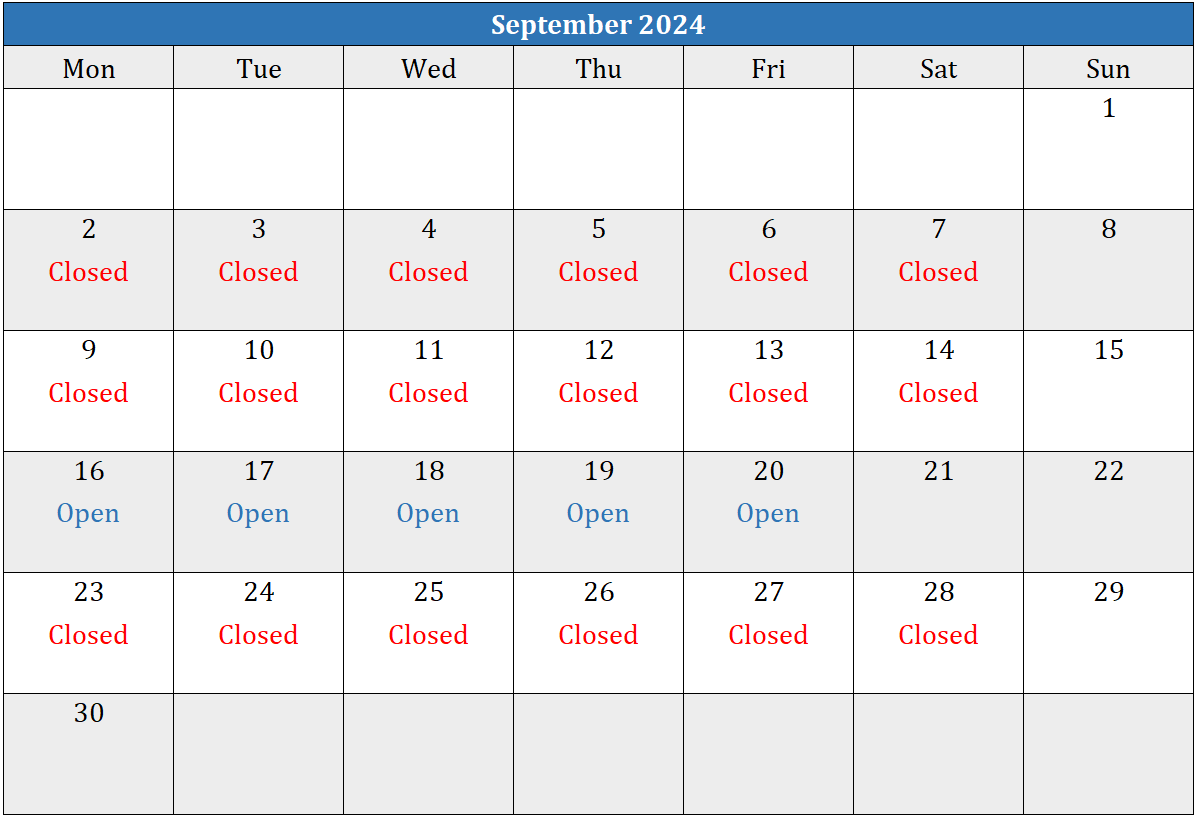 September 2024
Mon Tue Wed Thu Fri Sat Sun
1
2 3 4 5 6 7 8
Closed Closed Closed Closed Closed Closed
9 10 11 12 13 14 15
Closed Closed Closed Closed Closed Closed
16 17 18 19 20 21 22
Open Open Open Open Open
23 24 25 26 27 28 29
Closed Closed Closed Closed Closed Closed
30